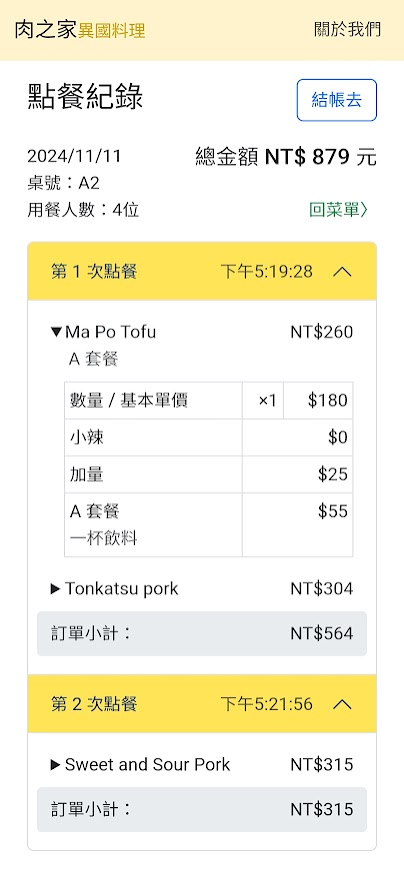 肉之家異國料理 關於我們
點餐紀錄 結帳去
2024/11/11 總金額 NT$ 879 元
桌號：A2
用餐人數：4位 回菜單〉
第 1 次點餐 下午5:19:28
▼Ma Po Tofu NT$260
A 套餐
數量 / 基本單價 ×1 $180
小辣 $0
加量 $25
A 套餐 $55
一杯飲料
▶Tonkatsu pork NT$304
訂單小計： NT$564
第 2 次點餐 下午5:21:56
▶Sweet and Sour Pork NT$315
訂單小計： NT$315